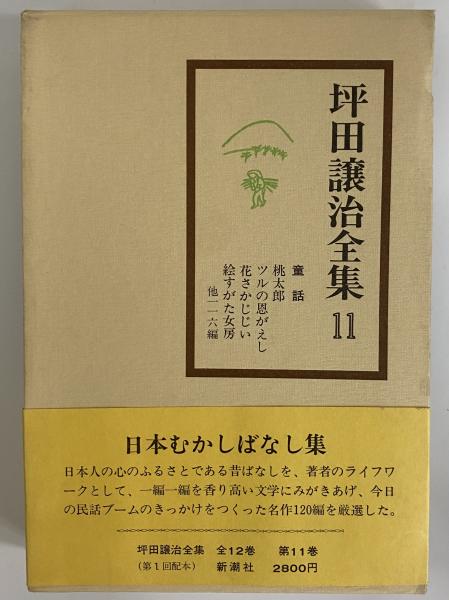 坪田譲治全集 11
童話
桃太郎
ツルの恩がえし
花さかじじい
絵すがた女房
他一一六編
日本むかしばなし集
日本人の心のふるさとである昔ばなしを、著者のライフワ
ークとして、一編一編を香り高い文学にみがきあげ、今日
の民話ブームのきっかけをつくった名作120編を厳選した。
坪田譲治全集 全12巻 第11巻
(第1回配本) 新潮社 2800円